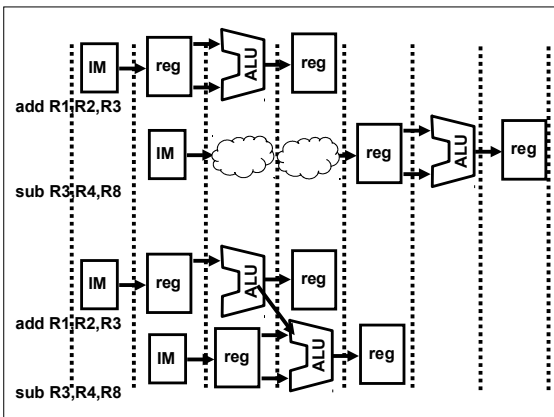 IM reg ALU reg
add R1,R2,R3
IM reg ALU reg
sub R3,R4,R8
IM reg ALU reg
add R1,R2,R3
IM reg ALU reg
sub R3,R4,R8